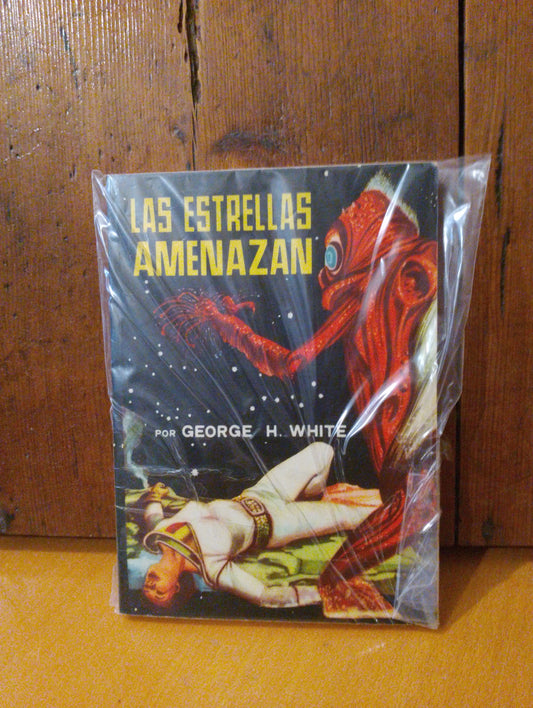 LAS ESTRELLAS
AMENAZAN
POR GEORGE H. WHITE